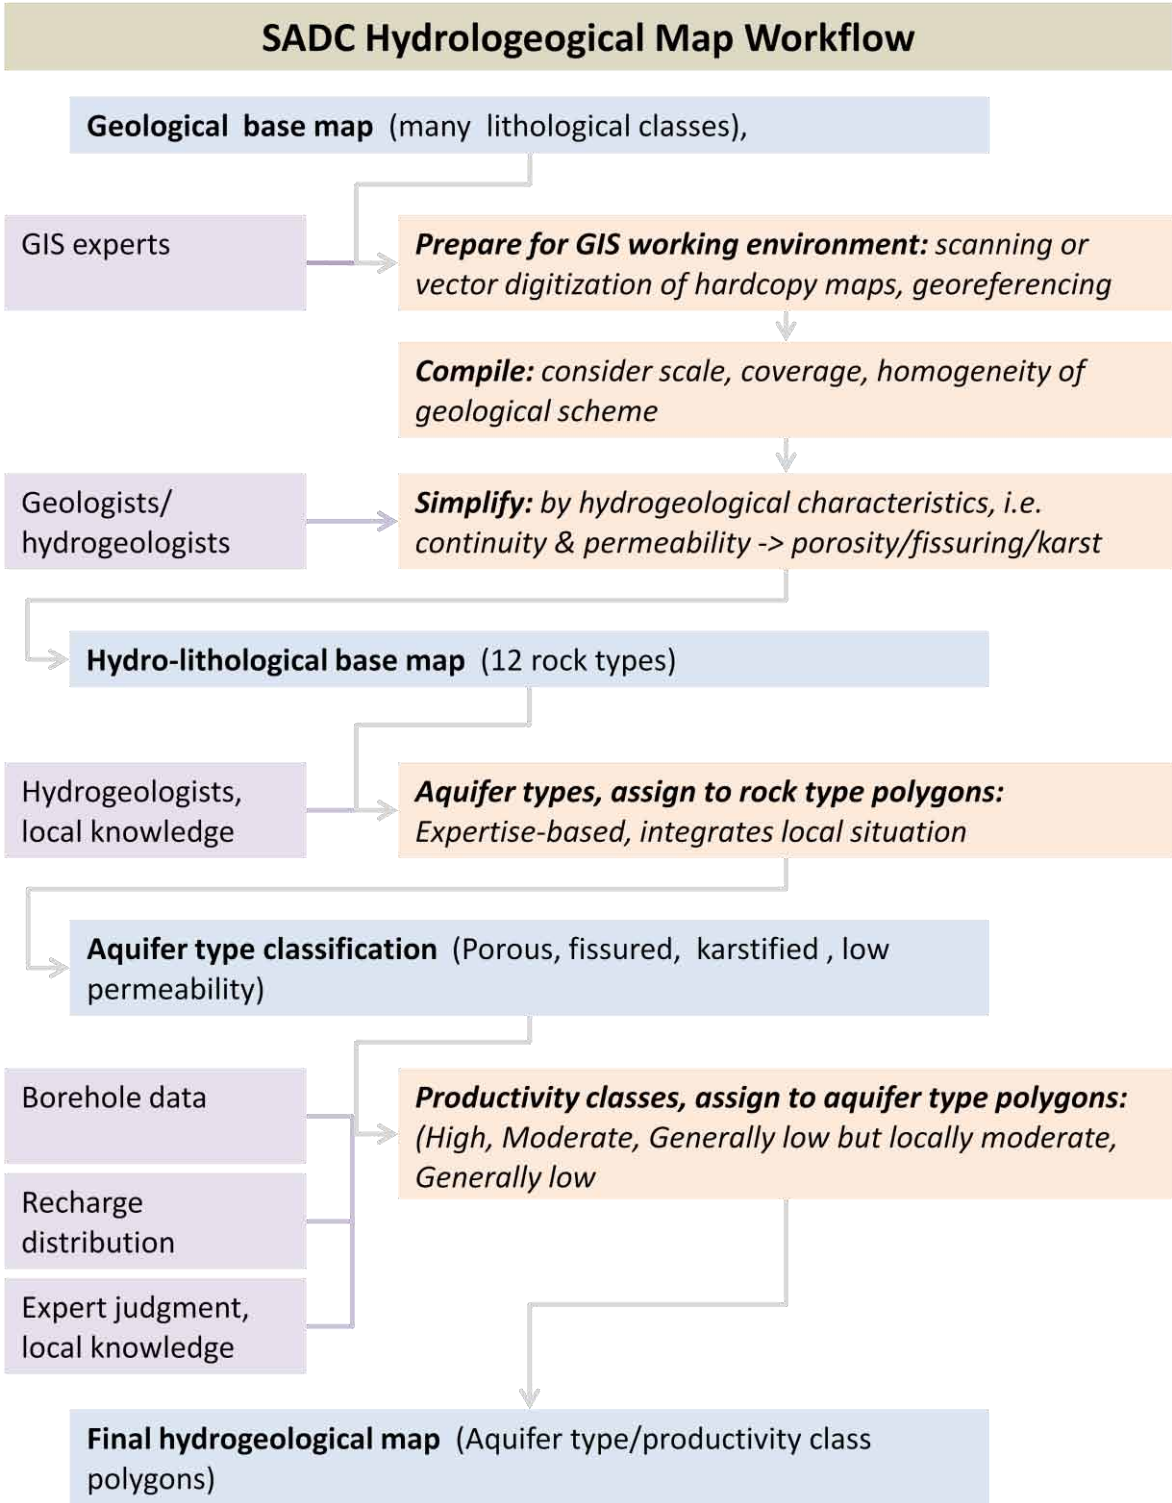 SADC Hydrologeogical Map Workflow
Geological base map (many lithological classes),
GIS experts
Prepare for GIS working environment: scanning or
vector digitization of hardcopy maps, georeferencing
Compile: consider scale, coverage, homogeneity of
geological scheme
Geologists/
hydrogeologists
Simplify: by hydrogeological characteristics, i.e.
continuity & permeability -> porosity/fissuring/karst
Hydro-lithological base map (12 rock types)
Hydrogeologists,
local knowledge
Aquifer types, assign to rock type polygons:
Expertise-based, integrates local situation
Aquifer type classification (Porous, fissured, karstified , low
permeability)
Borehole data
Productivity classes, assign to aquifer type polygons:
(High, Moderate, Generally low but locally moderate,
Generally low
Recharge
distribution
Expert judgment,
local knowledge
Final hydrogeological map (Aquifer type/productivity class
polygons)